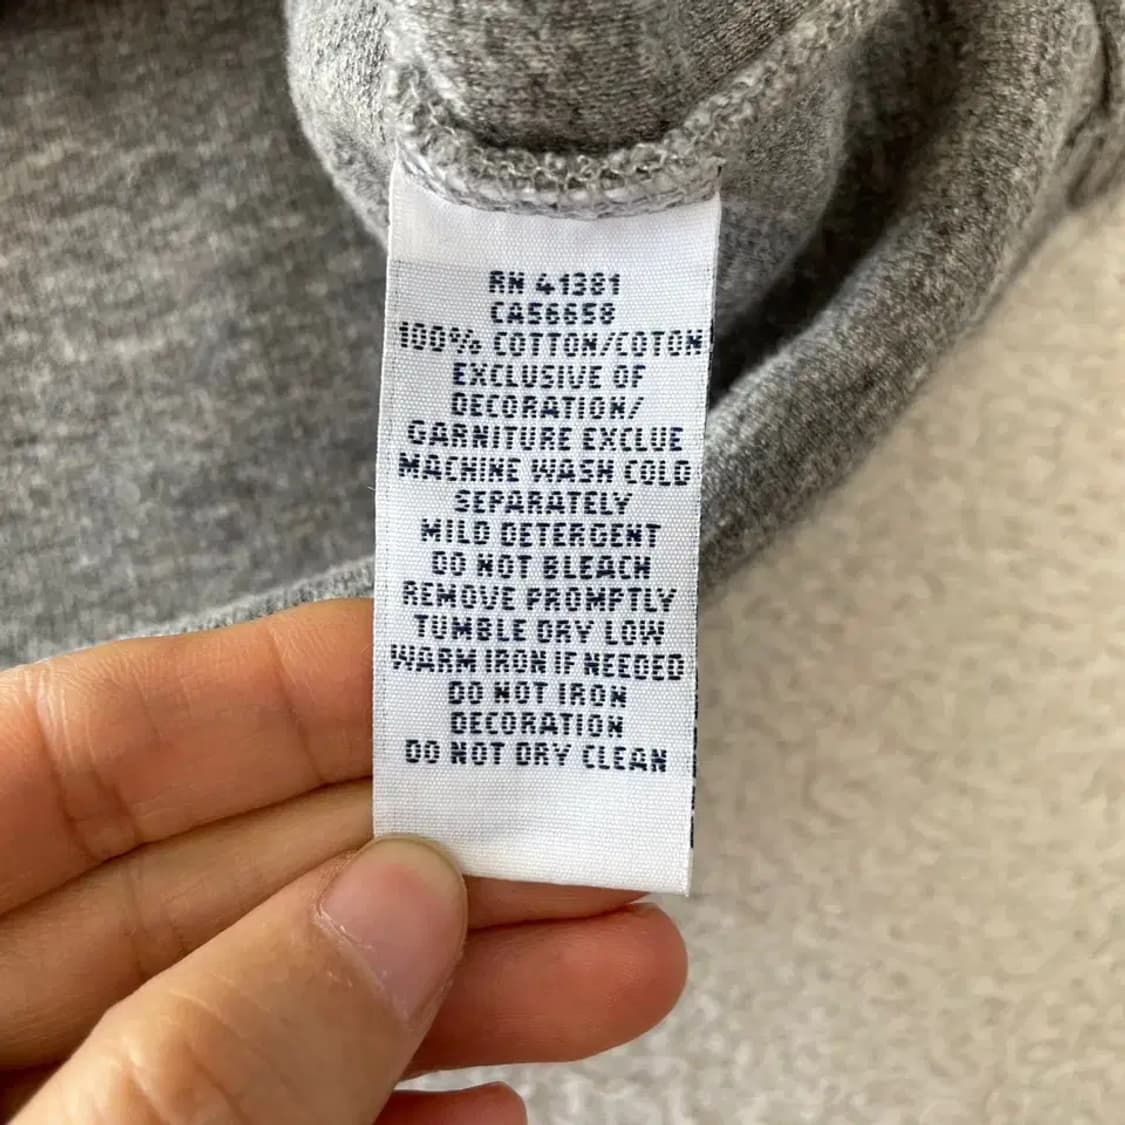 RN 41381
CA56658
100% COTTON/COTON
EXCLUSIVE OF
DECORATION/
GARNITURE EXCLUE
MACHINE WASH COLD
SEPARATELY
MILD DETERGENT
DO NOT BLEACH
REMOVE PROMPTLY
TUMBLE DRY LOW
WARM IRON IF NEEDED
DO NOT IRON
DECORATION
DO NOT DRY CLEAN